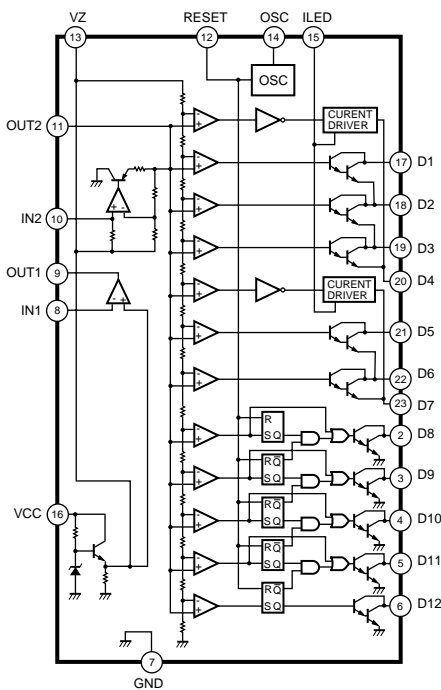 VZ RESET OSC ILED
13 12 14 15
OSC
OUT2 11
CURENT
DRIVER
- +
- +
17 D1
- +
18 D2
+ -
IN2 10
- +
19 D3
OUT1 9
20 D4
- +
CURENT
DRIVER
- +
IN1 8
- +
21 D5
- +
22 D6
23 D7
- +
R
S Q
2 D8
- +
R Q
S Q
3 D9
VCC 16
- +
R Q
S Q
4 D10
- +
R Q
S Q
5 D11
- +
R Q
S Q
6 D12
7
GND